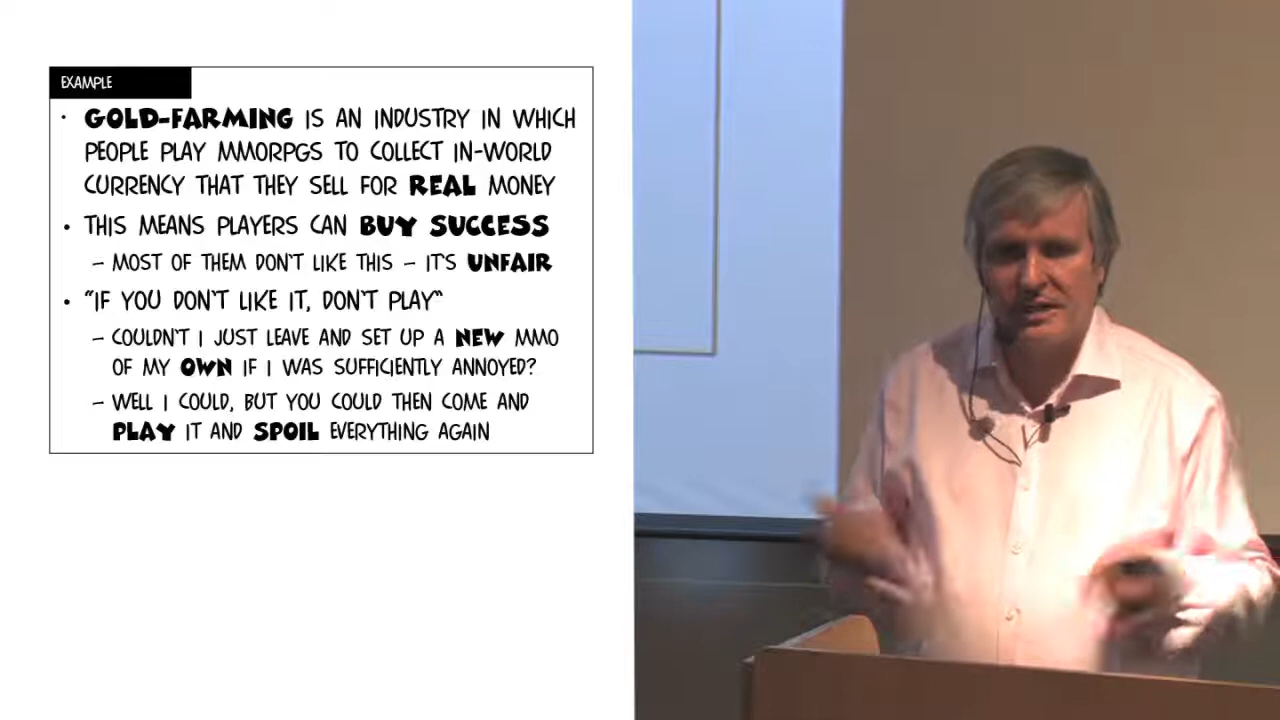 EXAMPLE
• GOLD-FARMING IS AN INDUSTRY IN WHICH
PEOPLE PLAY MMORPGS TO COLLECT IN-WORLD
CURRENCY THAT THEY SELL FOR REAL MONEY
• THIS MEANS PLAYERS CAN BUY SUCCESS
– MOST OF THEM DON'T LIKE THIS – IT'S UNFAIR
• "IF YOU DON'T LIKE IT, DON'T PLAY"
– COULDN'T I JUST LEAVE AND SET UP A NEW MMO
OF MY OWN IF I WAS SUFFICIENTLY ANNOYED?
– WELL I COULD, BUT YOU COULD THEN COME AND
PLAY IT AND SPOIL EVERYTHING AGAIN